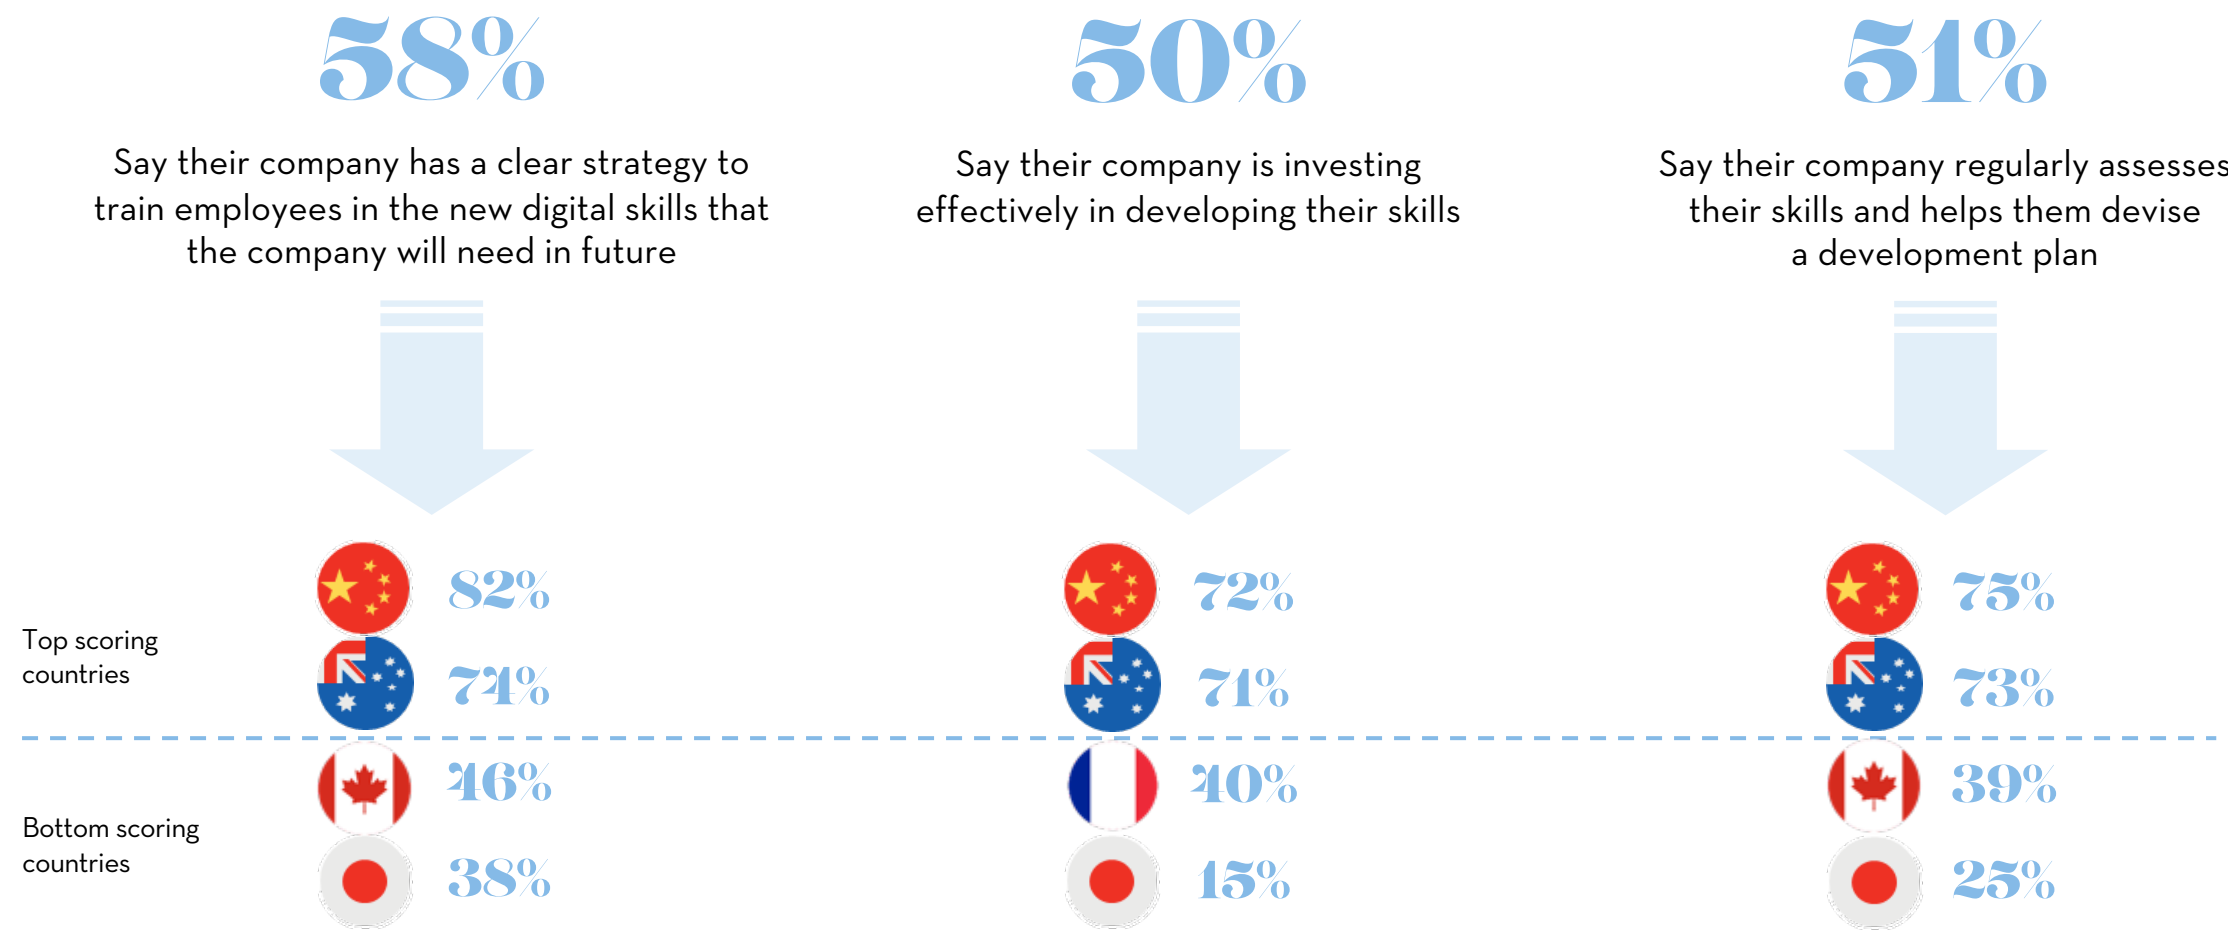 58%
Say their company has a clear strategy to
train employees in the new digital skills that
the company will need in future
50%
Say their company is investing
effectively in developing their skills
51%
Say their company regularly assesses
their skills and helps them devise
a development plan
Top scoring
countries
82%
72%
75%
74%
71%
73%
Bottom scoring
countries
46%
40%
39%
38%
15%
25%